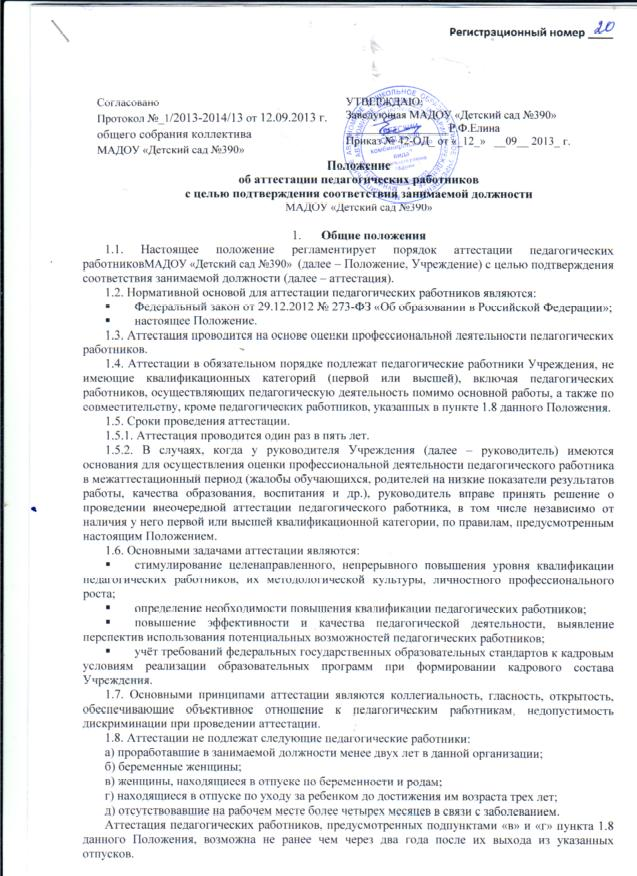 Регистрационный номер 20
Согласовано
Протокол №_1/2013-2014/13 от 12.09.2013 г.
общего собрания коллектива
МАДОУ «Детский сад №390»
УТВЕРЖДАЮ:
Заведующая МАДОУ «Детский сад №390»
Р.Ф.Елина
Приказ № 42-ОД от «_12_» __09__ 2013_ г.
Положение
об аттестации педагогических работников
с целью подтверждения соответствия занимаемой должности
МАДОУ «Детский сад №390»
1. Общие положения
1.1. Настоящее положение регламентирует порядок аттестации педагогических
работниковМАДОУ «Детский сад №390» (далее – Положение, Учреждение) с целью подтверждения
соответствия занимаемой должности (далее – аттестация).
1.2. Нормативной основой для аттестации педагогических работников являются:
▪ Федеральный закон от 29.12.2012 № 273-ФЗ «Об образовании в Российской Федерации»;
▪ настоящее Положение.
1.3. Аттестация проводится на основе оценки профессиональной деятельности педагогических
работников.
1.4. Аттестации в обязательном порядке подлежат педагогические работники Учреждения, не
имеющие квалификационных категорий (первой или высшей), включая педагогических
работников, осуществляющих педагогическую деятельность помимо основной работы, а также по
совместительству, кроме педагогических работников, указанных в пункте 1.8 данного Положения.
1.5. Сроки проведения аттестации.
1.5.1. Аттестация проводится один раз в пять лет.
1.5.2. В случаях, когда у руководителя Учреждения (далее – руководитель) имеются
основания для осуществления оценки профессиональной деятельности педагогического работника
в межаттестационный период (жалобы обучающихся, родителей на низкие показатели результатов
работы, качества образования, воспитания и др.), руководитель вправе принять решение о
проведении внеочередной аттестации педагогического работника, в том числе независимо от
наличия у него первой или высшей квалификационной категории, по правилам, предусмотренным
настоящим Положением.
1.6. Основными задачами аттестации являются:
▪ стимулирование целенаправленного, непрерывного повышения уровня квалификации
педагогических работников, их методологической культуры, личностного профессионального
роста;
▪ определение необходимости повышения квалификации педагогических работников;
▪ повышение эффективности и качества педагогической деятельности, выявление
перспектив использования потенциальных возможностей педагогических работников;
▪ учёт требований федеральных государственных образовательных стандартов к кадровым
условиям реализации образовательных программ при формировании кадрового состава
Учреждения.
1.7. Основными принципами аттестации являются коллегиальность, гласность, открытость,
обеспечивающие объективное отношение к педагогическим работникам, недопустимость
дискриминации при проведении аттестации.
1.8. Аттестации не подлежат следующие педагогические работники:
а) проработавшие в занимаемой должности менее двух лет в данной организации;
б) беременные женщины;
в) женщины, находящиеся в отпуске по беременности и родам;
г) находящиеся в отпуске по уходу за ребенком до достижения им возраста трех лет;
д) отсутствовавшие на рабочем месте более четырех месяцев в связи с заболеванием.
Аттестация педагогических работников, предусмотренных подпунктами «в» и «г» пункта 1.8
данного Положения, возможна не ранее чем через два года после их выхода из указанных
отпусков.